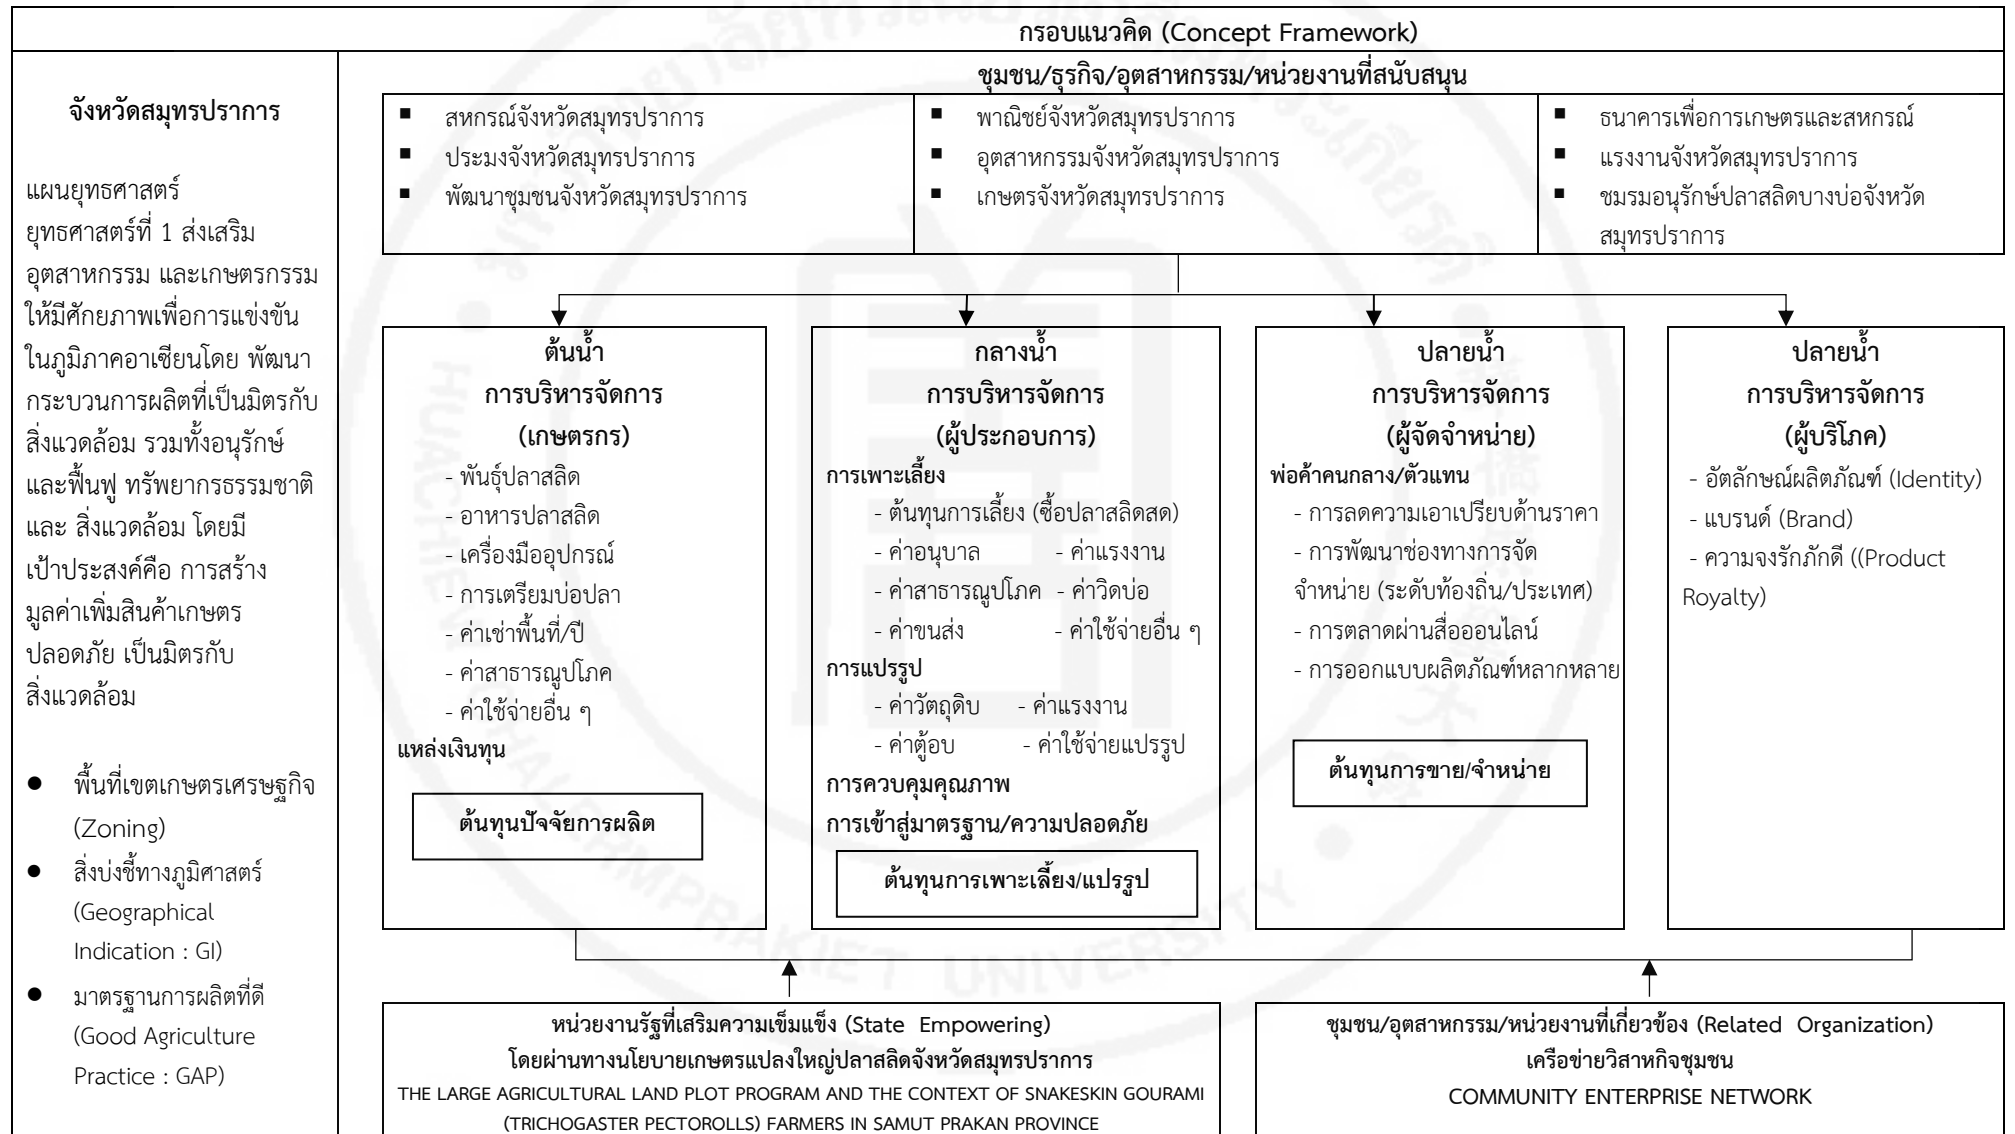 กรอบแนวคิด (Concept Framework)
จังหวัดสมุทรปราการ
แผนยุทธศาสตร์
ยุทธศาสตร์ที่ 1 ส่งเสริม
อุตสาหกรรม และเกษตรกรรม
ให้มีศักยภาพเพื่อการแข่งขัน
ในภูมิภาคอาเซียนโดย พัฒนา
กระบวนการผลิตที่เป็นมิตรกับ
สิ่งแวดล้อม รวมทั้งอนุรักษ์
และฟื้นฟู ทรัพยากรธรรมชาติ
และ สิ่งแวดล้อม โดยมี
เป้าประสงค์คือ การสร้าง
มูลค่าเพิ่มสินค้าเกษตร
ปลอดภัย เป็นมิตรกับ
สิ่งแวดล้อม
● พื้นที่เขตเกษตรเศรษฐกิจ
(Zoning)
● สิ่งบ่งชี้ทางภูมิศาสตร์
(Geographical
Indication : GI)
● มาตรฐานการผลิตที่ดี
(Good Agriculture
Practice : GAP)
ชุมชน/ธุรกิจ/อุตสาหกรรม/หน่วยงานที่สนับสนุน
▪ สหกรณ์จังหวัดสมุทรปราการ
▪ ประมงจังหวัดสมุทรปราการ
▪ พัฒนาชุมชนจังหวัดสมุทรปราการ
▪ พาณิชย์จังหวัดสมุทรปราการ
▪ อุตสาหกรรมจังหวัดสมุทรปราการ
▪ เกษตรจังหวัดสมุทรปราการ
▪ ธนาคารเพื่อการเกษตรและสหกรณ์
▪ แรงงานจังหวัดสมุทรปราการ
▪ ชมรมอนุรักษ์ปลาสลิดบางบ่อจังหวัด
สมุทรปราการ
ต้นน้ำ
การบริหารจัดการ
(เกษตรกร)
- พันธุ์ปลาสลิด
- อาหารปลาสลิด
- เครื่องมืออุปกรณ์
- การเตรียมบ่อปลา
- ค่าเช่าพื้นที่/ปี
- ค่าสาธารณูปโภค
- ค่าใช้จ่ายอื่น ๆ
แหล่งเงินทุน
ต้นทุนปัจจัยการผลิต
กลางน้ำ
การบริหารจัดการ
(ผู้ประกอบการ)
การเพาะเลี้ยง
- ต้นทุนการเลี้ยง (ซื้อปลาสลิดสด)
- ค่าอนุบาล - ค่าแรงงาน
- ค่าสาธารณูปโภค - ค่าวิดบ่อ
- ค่าขนส่ง - ค่าใช้จ่ายอื่น ๆ
การแปรรูป
- ค่าวัตถุดิบ - ค่าแรงงาน
- ค่าตู้อบ - ค่าใช้จ่ายแปรรูป
การควบคุมคุณภาพ
การเข้าสู่มาตรฐาน/ความปลอดภัย
ต้นทุนการเพาะเลี้ยง/แปรรูป
ปลายน้ำ
การบริหารจัดการ
(ผู้จัดจำหน่าย)
พ่อค้าคนกลาง/ตัวแทน
- การลดความเอาเปรียบด้านราคา
- การพัฒนาช่องทางการจัด
จำหน่าย (ระดับท้องถิ่น/ประเทศ)
- การตลาดผ่านสื่อออนไลน์
- การออกแบบผลิตภัณฑ์หลากหลาย
ต้นทุนการขาย/จำหน่าย
ปลายน้ำ
การบริหารจัดการ
(ผู้บริโภค)
- อัตลักษณ์ผลิตภัณฑ์ (Identity)
- แบรนด์ (Brand)
- ความจงรักภักดี ((Product
Royalty)
หน่วยงานรัฐที่เสริมความเข็มแข็ง (State Empowering)
โดยผ่านทางนโยบายเกษตรแปลงใหญ่ปลาสลิดจังหวัดสมุทรปราการ
THE LARGE AGRICULTURAL LAND PLOT PROGRAM AND THE CONTEXT OF SNAKESKIN GOURAMI
(TRICHOGASTER PECTOROLLS) FARMERS IN SAMUT PRAKAN PROVINCE
ชุมชน/อุตสาหกรรม/หน่วยงานที่เกี่ยวข้อง (Related Organization)
เครือข่ายวิสาหกิจชุมชน
COMMUNITY ENTERPRISE NETWORK
HUACHIEW CHALERMPRAKIET UNIVERSITY